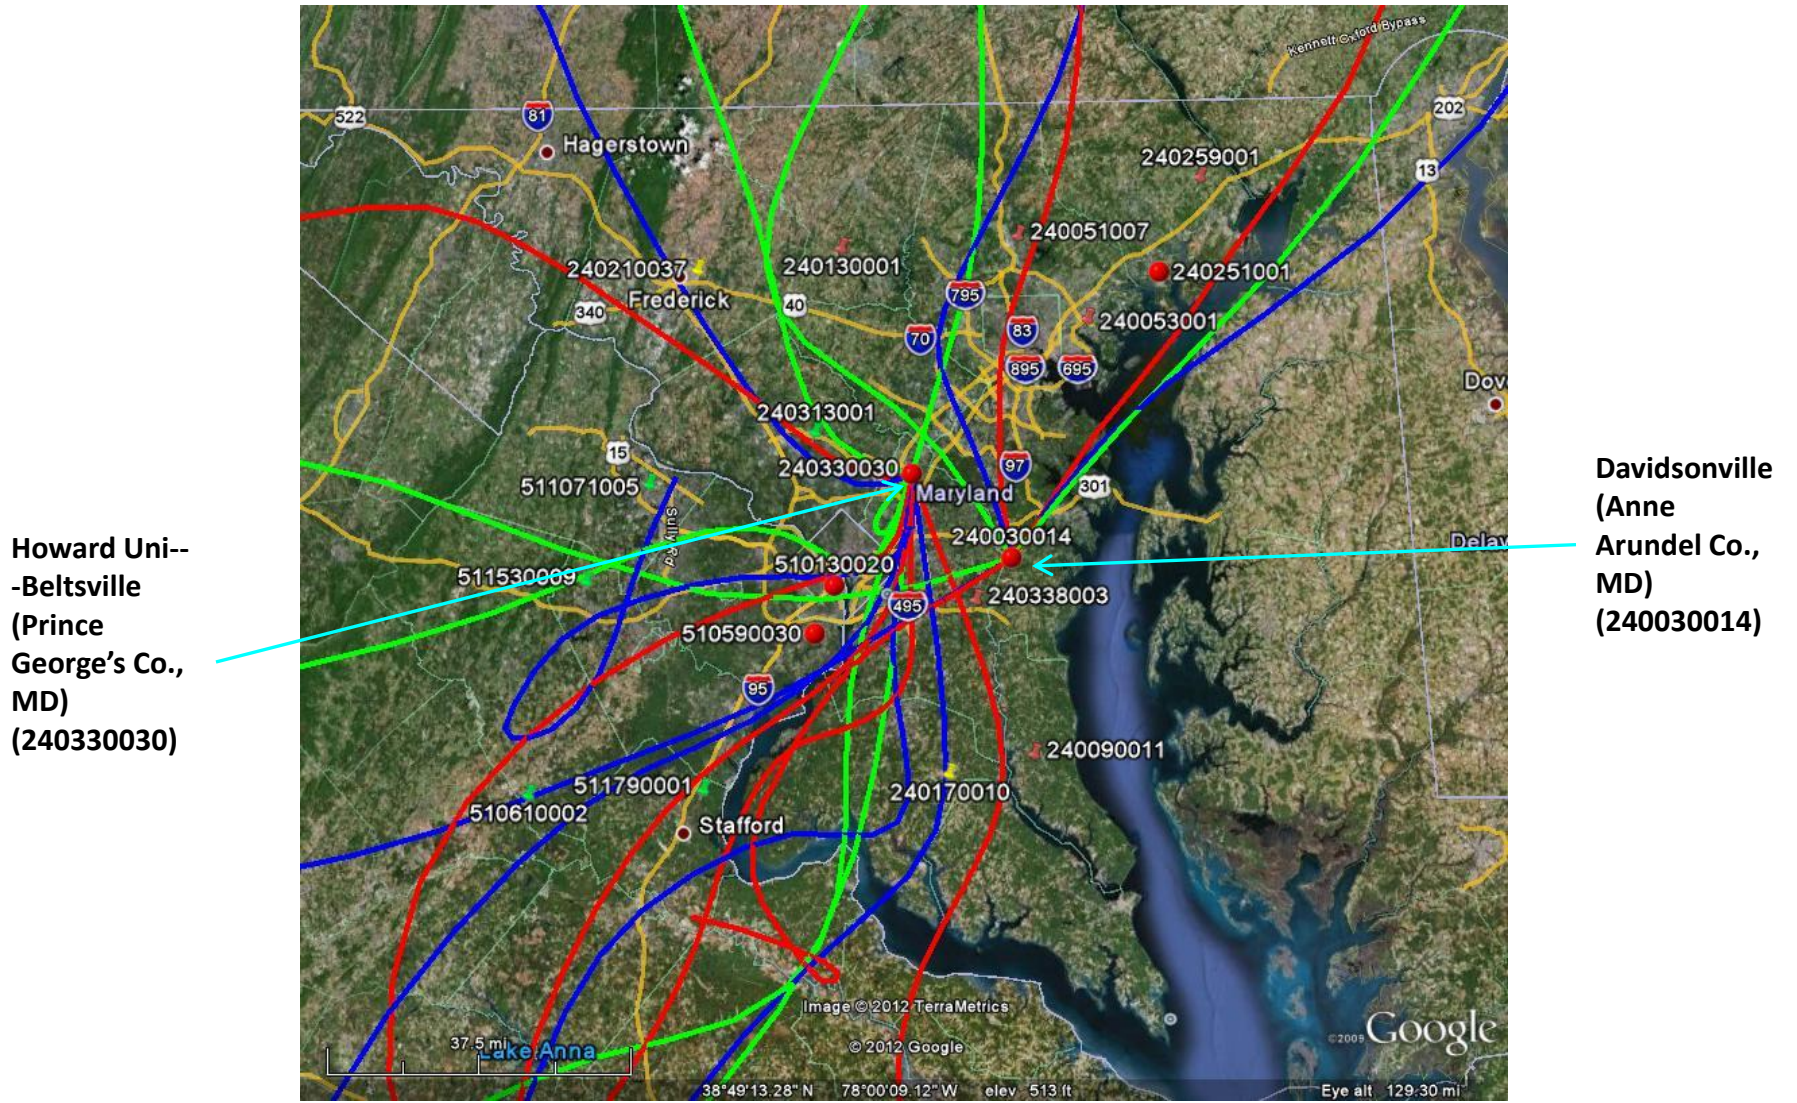 Kennett Oxford Bypass
522
81
202
Hagerstown
240259001
13
240051007
240210037
240130001
240251001
Frederick
795
40
340
240053001
70
83
895
695
Dov
240313001
15
240330030
97
Maryland
301
511071005
Sully Rd
240030014
Delaw
510130020
511530009
240338003
495
510590030
95
240090011
511790001
240170010
510610002
Stafford
Image © 2012 TerraMetrics
©2009 Google
37.5 mi
Lake Anna
© 2012 Google
38°49'13.28" N 78°00'09.12" W elev 513 ft
Eye alt 129.30 mi
Howard Uni--
-Beltsville
(Prince
George’s Co.,
MD)
(240330030)
Davidsonville
(Anne
Arundel Co.,
MD)
(240030014)